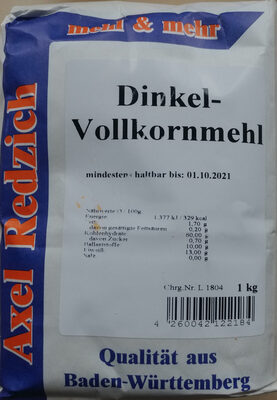 mehl & mehr
Axel Redzich
Dinkel-
Vollkornmehl
mindestens haltbar bis: 01.10.2021
Nährwerte / 100g
Energie 1.377 kJ / 329 kcal
Fett 1,70 g
davon gesättigte Fettsäuren 0,20 g
Kohlenhydrate 60,00 g
davon Zucker 0,70 g
Ballaststoffe 10,00 g
Eiweiß 13,00 g
Salz 0,00 g
Chrg.Nr. L 1804 1 kg
4 260042 122184
Qualität aus
Baden-Württemberg